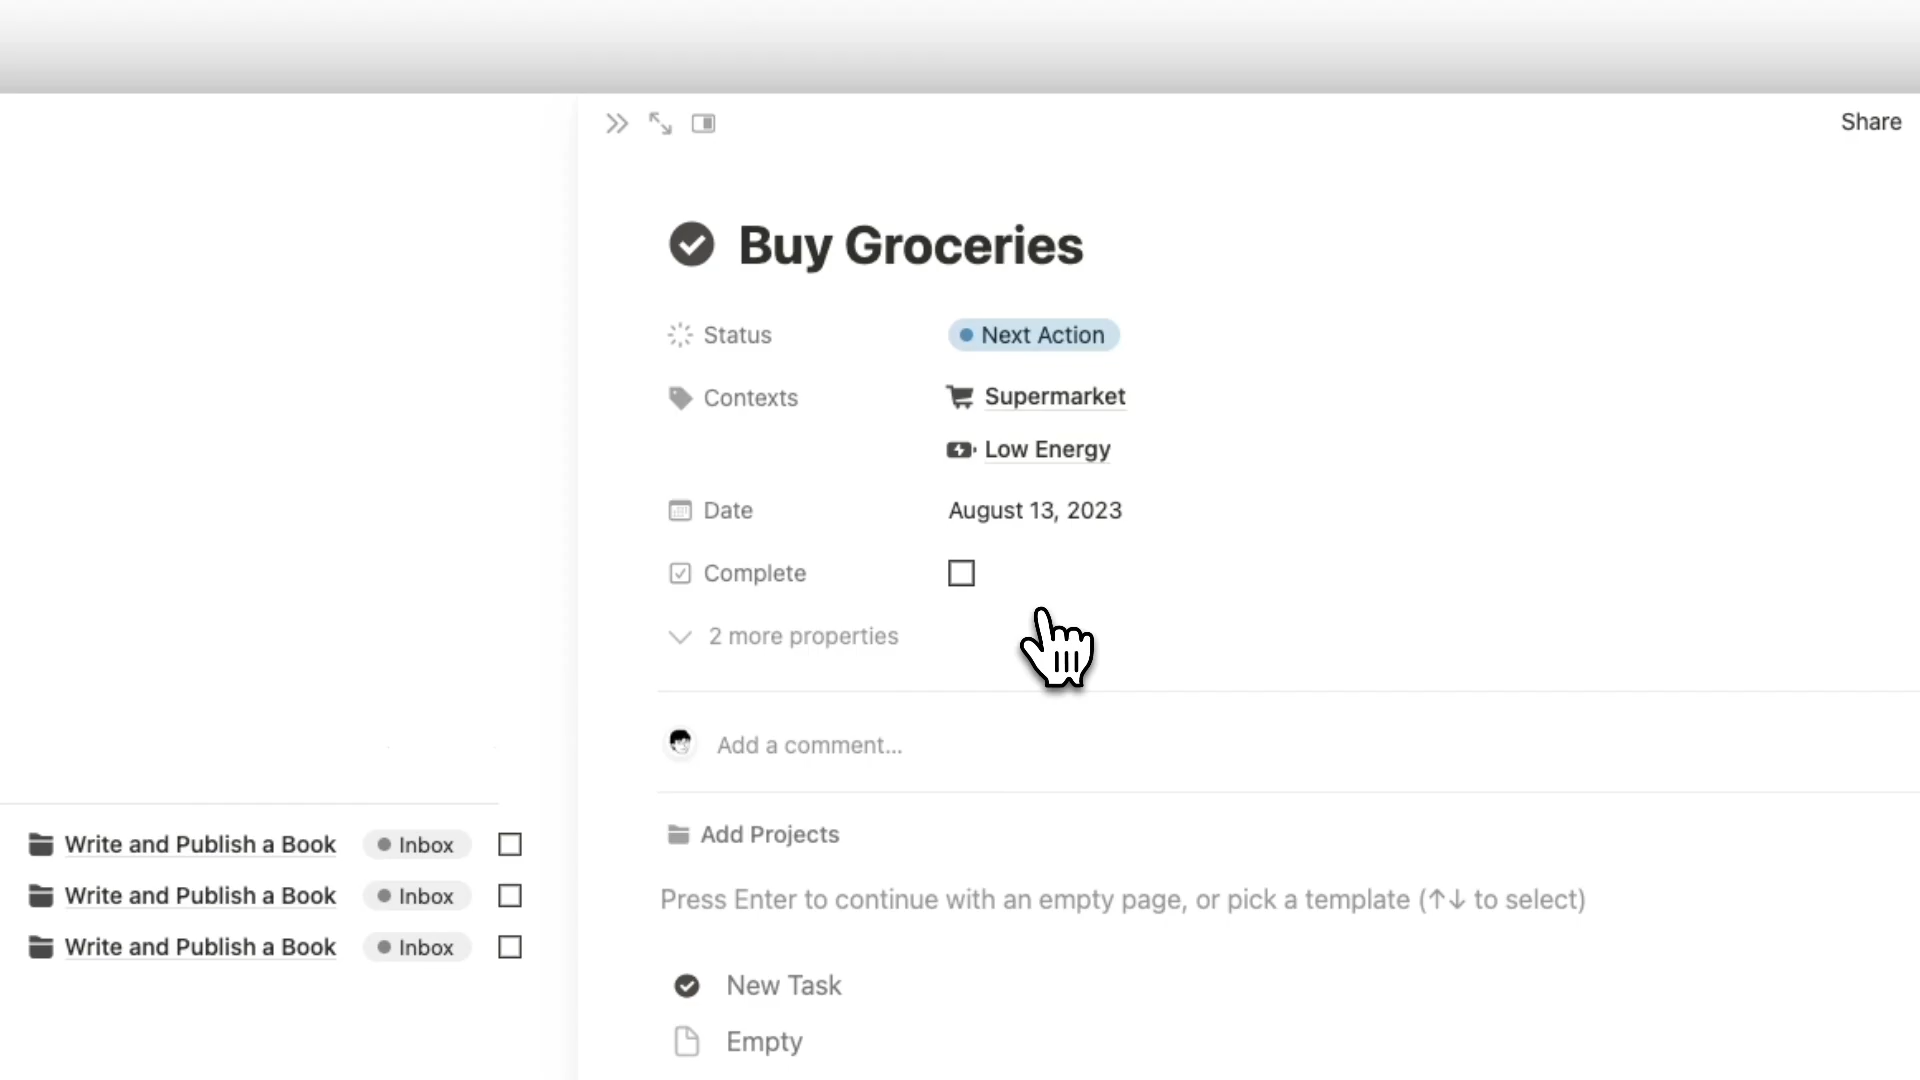 Share
Buy Groceries
Status Next Action
Contexts Supermarket
Low Energy
Date August 13, 2023
Complete
2 more properties
Add a comment...
Add Projects
Press Enter to continue with an empty page, or pick a template (↑↓ to select)
New Task
Empty
Write and Publish a Book Inbox
Write and Publish a Book Inbox
Write and Publish a Book Inbox